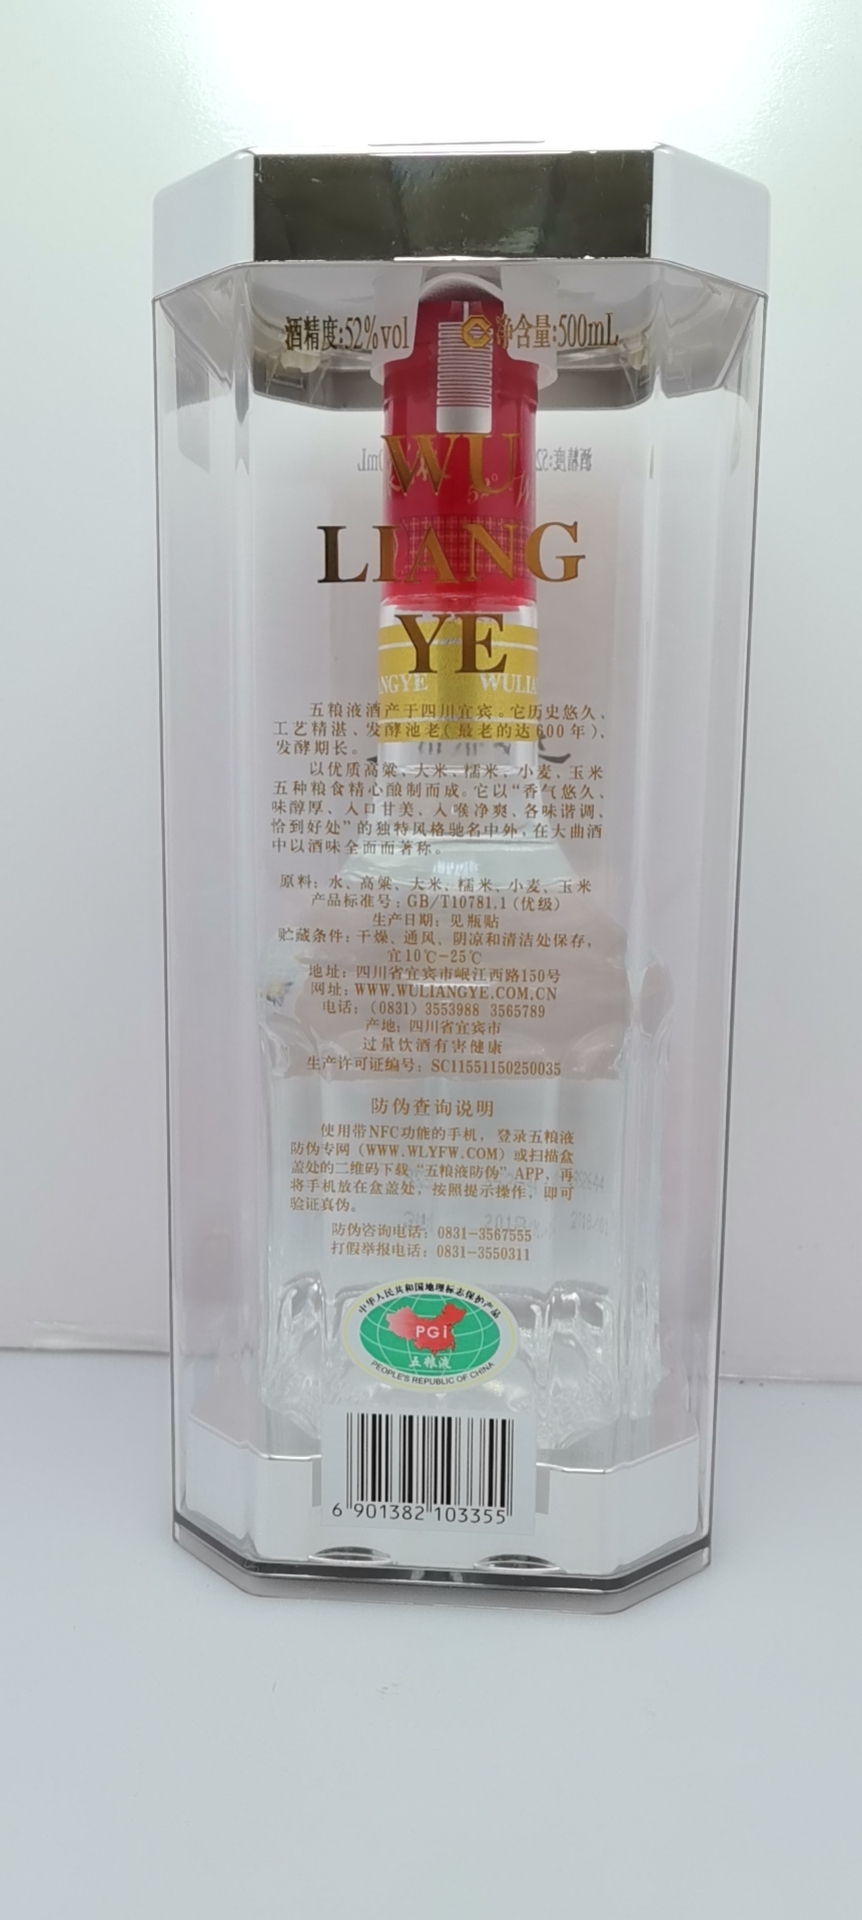 酒精度:52%vol 净含量:500mL
WU
LIANG
YE
NGYE WULIA
五粮液酒产于四川宜宾。它历史悠久、
工艺精湛、发酵池老(最老的达600年)、
发酵期长。
以优质高粱、大米、糯米、小麦、玉米
五种粮食精心酿制而成。它以“香气悠久、
味醇厚、入口甘美、入喉净爽、各味谐调、
恰到好处”的独特风格驰名中外,在大曲酒
中以酒味全面而著称。
原料: 水、高粱、大米、糯米、小麦、玉米
产品标准号: GB/T10781.1(优级)
生产日期: 见瓶贴
贮藏条件: 干燥、通风、阴凉和清洁处保存,
宜10℃-25℃
地址: 四川省宜宾市岷江西路150号
网址: WWW.WULIANGYE.COM.CN
电话: (0831) 3553988 3565789
产地: 四川省宜宾市
过量饮酒有害健康
生产许可证编号: SC11551150250035
防伪查询说明
使用带NFC功能的手机, 登录五粮液
防伪专网 (WWW.WLYFW.COM) 或扫描盒
盖处的二维码下载“五粮液防伪”APP, 再
将手机放在盒盖处, 按照提示操作, 即可
验证真伪。
防伪咨询电话: 0831-3567555
打假举报电话: 0831-3550311
中华人民共和国地理标志保护产品
PGI
五粮液
PEOPLE'S REPUBLIC OF CHINA
6 901382 103355